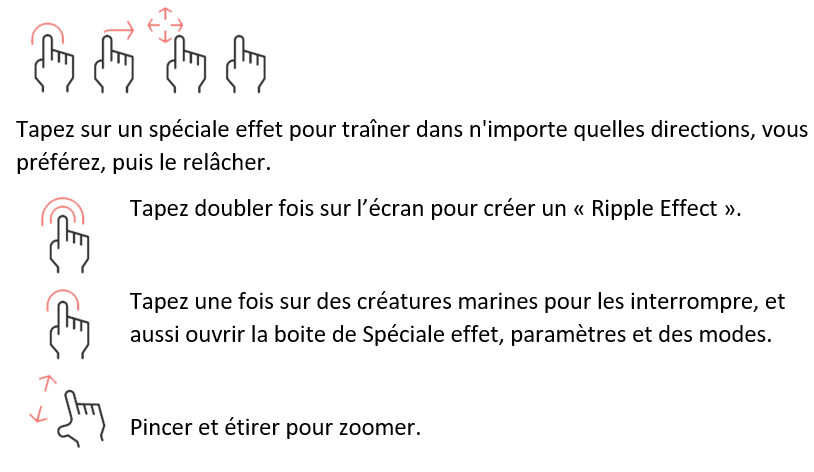 Tapez sur un spéciale effet pour traîner dans n'importe quelles directions, vous
préférez, puis le relâcher.
Tapez doubler fois sur l’écran pour créer un « Ripple Effect ».
Tapez une fois sur des créatures marines pour les interrompre, et
aussi ouvrir la boite de Spéciale effet, paramètres et des modes.
Pincer et étirer pour zoomer.